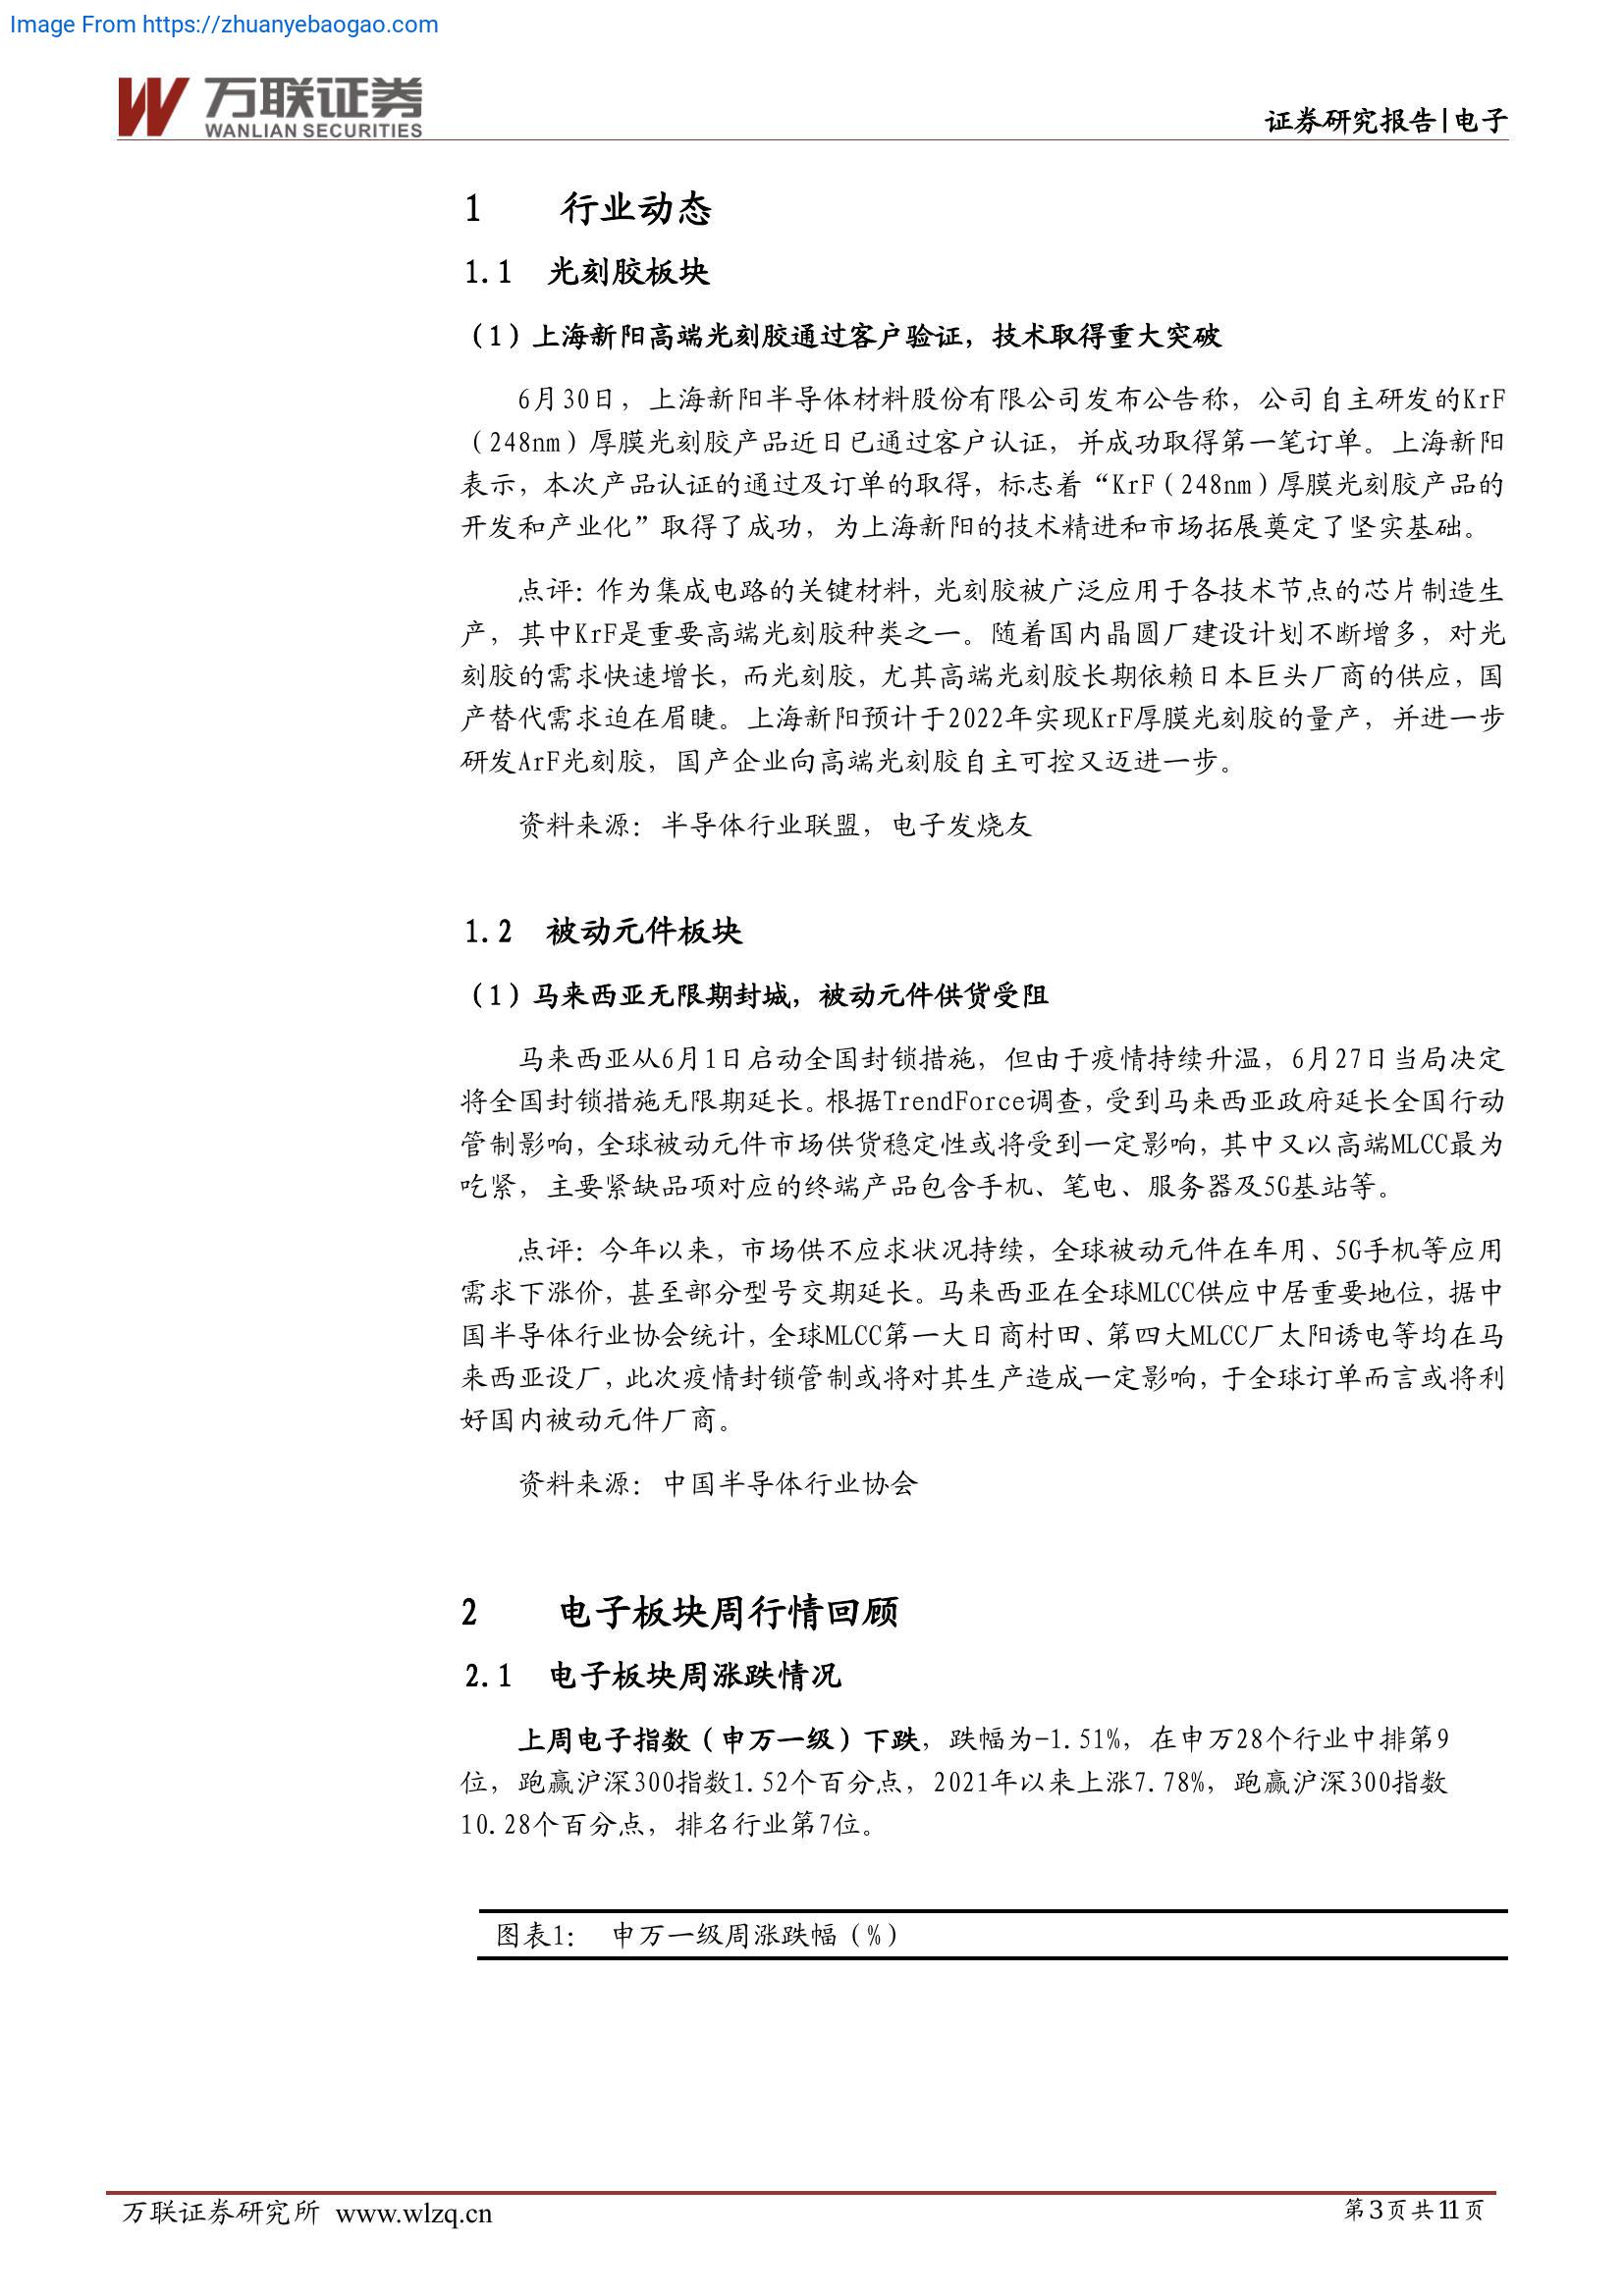 Image From https://zhuanyebaogao.com
万联证券
WANLIAN SECURITIES
证券研究报告|电子
1 行业动态
1.1 光刻胶板块
（1）上海新阳高端光刻胶通过客户验证，技术取得重大突破
6月30日，上海新阳半导体材料股份有限公司发布公告称，公司自主研发的KrF
（248nm）厚膜光刻胶产品近日已通过客户认证，并成功取得第一笔订单。上海新阳
表示，本次产品认证的通过及订单的取得，标志着“KrF（248nm）厚膜光刻胶产品的
开发和产业化”取得了成功，为上海新阳的技术精进和市场拓展奠定了坚实基础。
点评：作为集成电路的关键材料，光刻胶被广泛应用于各技术节点的芯片制造生
产，其中KrF是重要高端光刻胶种类之一。随着国内晶圆厂建设计划不断增多，对光
刻胶的需求快速增长，而光刻胶，尤其高端光刻胶长期依赖日本巨头厂商的供应，国
产替代需求迫在眉睫。上海新阳预计于2022年实现KrF厚膜光刻胶的量产，并进一步
研发ArF光刻胶，国产企业向高端光刻胶自主可控又迈进一步。
资料来源：半导体行业联盟，电子发烧友
1.2 被动元件板块
（1）马来西亚无限期封城，被动元件供货受阻
马来西亚从6月1日启动全国封锁措施，但由于疫情持续升温，6月27日当局决定
将全国封锁措施无限期延长。根据TrendForce调查，受到马来西亚政府延长全国行动
管制影响，全球被动元件市场供货稳定性或将受到一定影响，其中又以高端MLCC最为
吃紧，主要紧缺品项对应的终端产品包含手机、笔电、服务器及5G基站等。
点评：今年以来，市场供不应求状况持续，全球被动元件在车用、5G手机等应用
需求下涨价，甚至部分型号交期延长。马来西亚在全球MLCC供应中居重要地位，据中
国半导体行业协会统计，全球MLCC第一大日商村田、第四大MLCC厂太阳诱电等均在马
来西亚设厂，此次疫情封锁管制或将对其生产造成一定影响，于全球订单而言或将利
好国内被动元件厂商。
资料来源：中国半导体行业协会
2 电子板块周行情回顾
2.1 电子板块周涨跌情况
上周电子指数（申万一级）下跌，跌幅为-1.51%，在申万28个行业中排第9
位，跑赢沪深300指数1.52个百分点，2021年以来上涨7.78%，跑赢沪深300指数
10.28个百分点，排名行业第7位。
图表1： 申万一级周涨跌幅（%）
万联证券研究所 www.wlzq.cn
第3页共11页